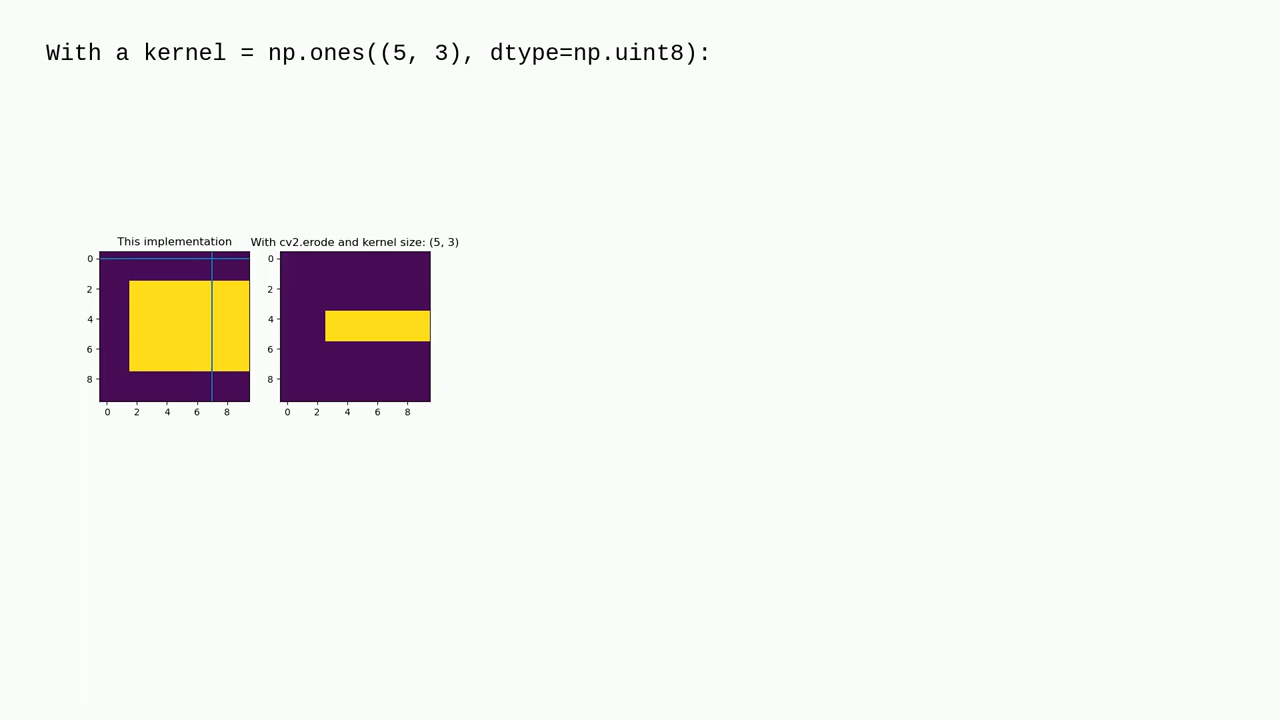 With a kernel = np.ones((5, 3), dtype=np.uint8):
This implementation
With cv2.erode and kernel size: (5, 3)
0
2
4
6
8
0 2 4 6 8
0
2
4
6
8
0 2 4 6 8